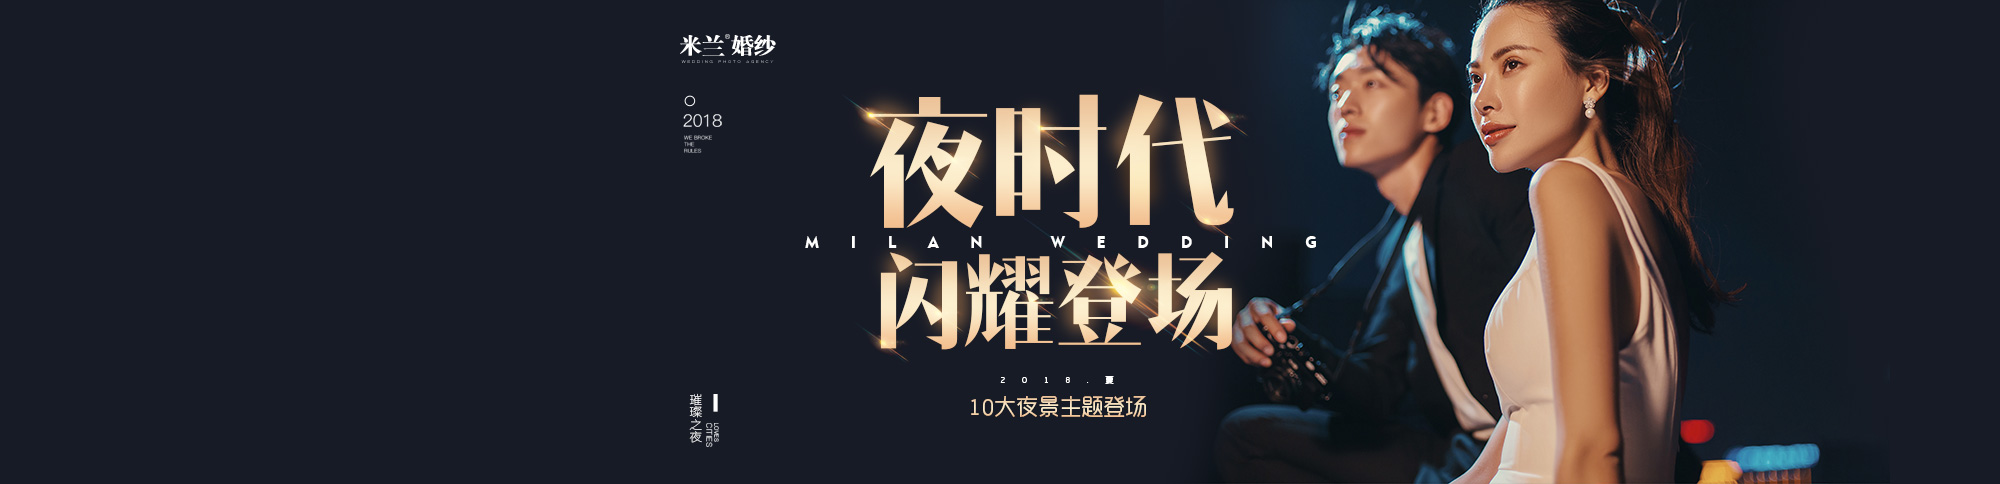 米兰®婚纱
WEDDING PHOTO AGENCY
2018
WE BROKE
THE
RULES
夜时代
MILAN WEDDING
闪耀登场
2018.夏
10大夜景主题登场
璀璨之夜
LOVES
CITIES